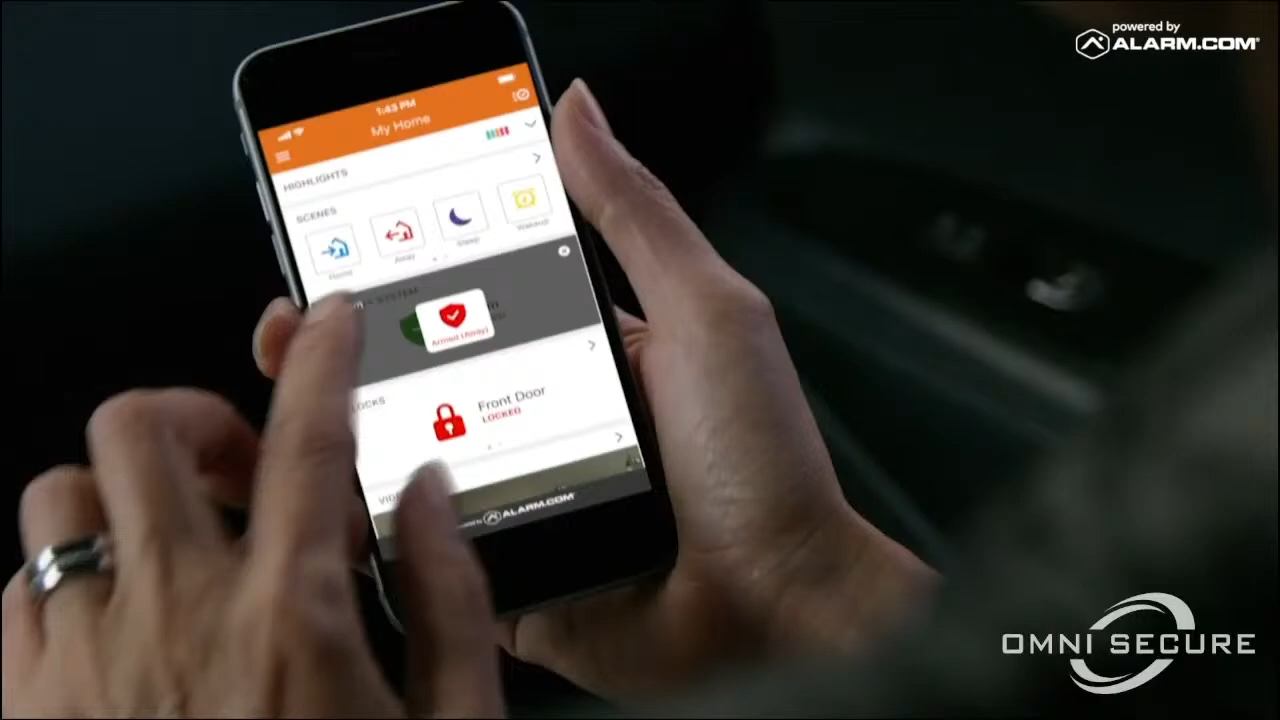 powered by
ALARM.COM
1:43 PM
My Home
HIGHLIGHTS
SCENES
Home
Away
Sleep
Wakeup
SYSTEM
Armed (Away)
LOCKS
Front Door
LOCKED
ALARM.COM
OMNI SECURE